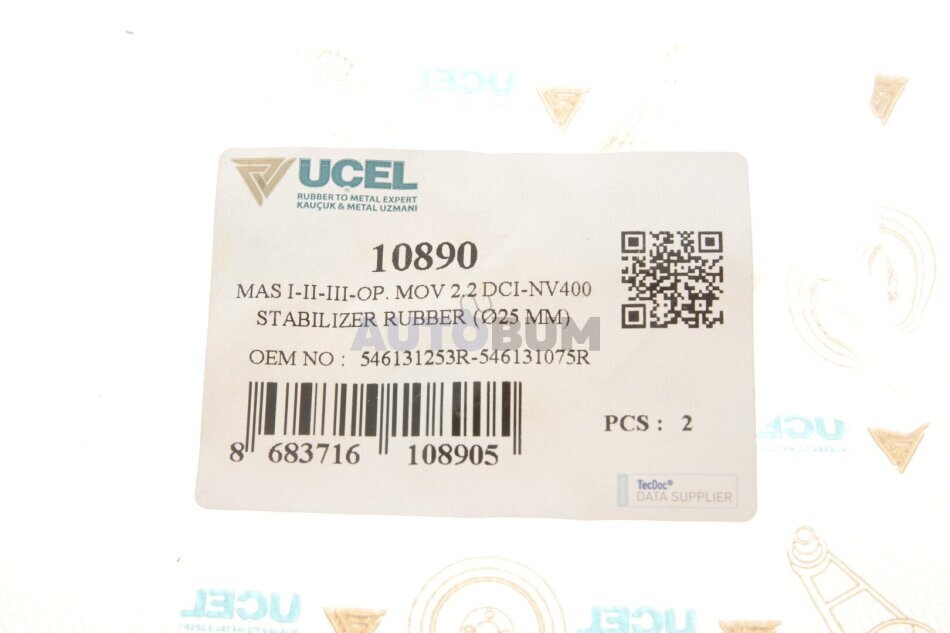 UCEL
UÇEL
RUBBER TO METAL EXPERT
KAUÇUK & METAL UZMANI
10890
MAS I-II-III-OP. MOV 2,2 DCI-NV400
STABILIZER RUBBER (Ø25 MM)
AUTOBUM
OEM NO : 546131253R-546131075R
PCS : 2
8 683716 108905
TecDoc®
DATA SUPPLIER
UCEL
UCEL